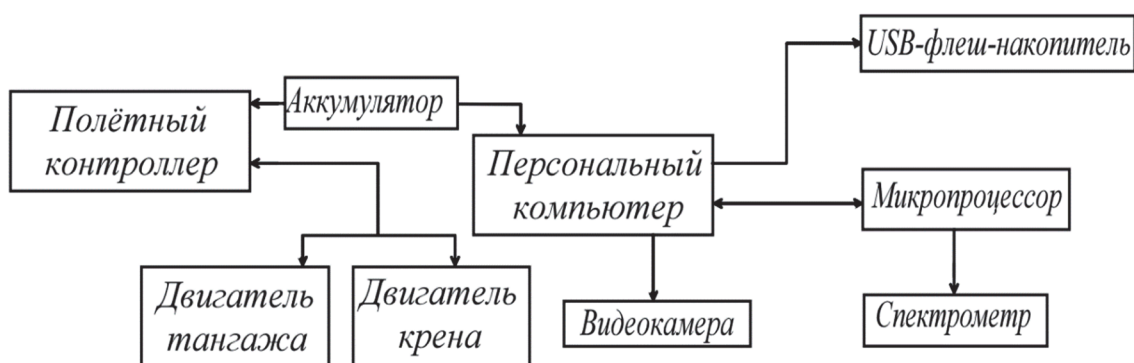 USB-флеш-накопитель
Аккумулятор
Полётный
контроллер
Персональный
компьютер
Микропроцессор
Двигатель
тангажа
Двигатель
крена
Видеокамера
Спектрометр